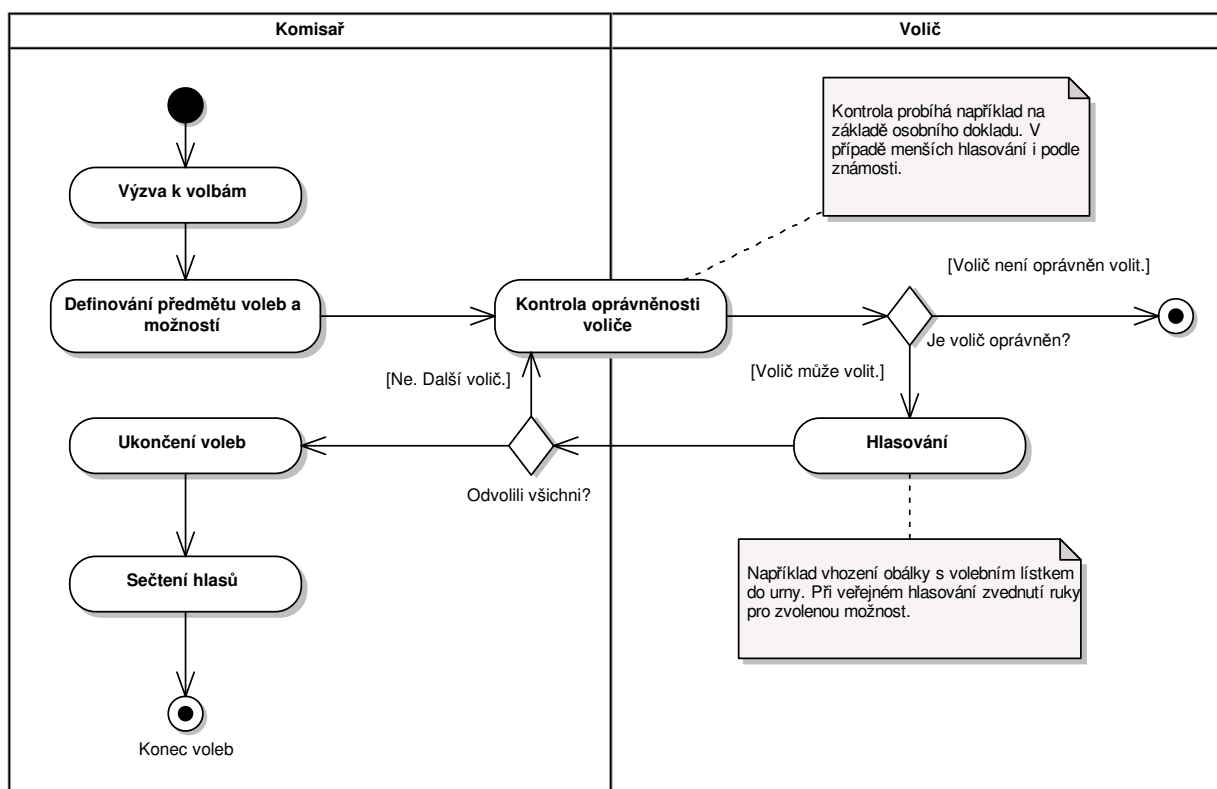 Komisař
Volič
Kontrola probíhá například na
základě osobního dokladu. V
případě menších hlasování i podle
známosti.
Výzva k volbám
[Volič není oprávněn volit.]
Definování předmětu voleb a
možností
Kontrola oprávněnosti
voliče
Je volič oprávněn?
[Ne. Další volič.]
[Volič může volit.]
Ukončení voleb
Hlasování
Odvolili všichni?
Sečtení hlasů
Například vhození obálky s volebním lístkem
do urny. Při veřejném hlasování zvednutí ruky
pro zvolenou možnost.
Konec voleb